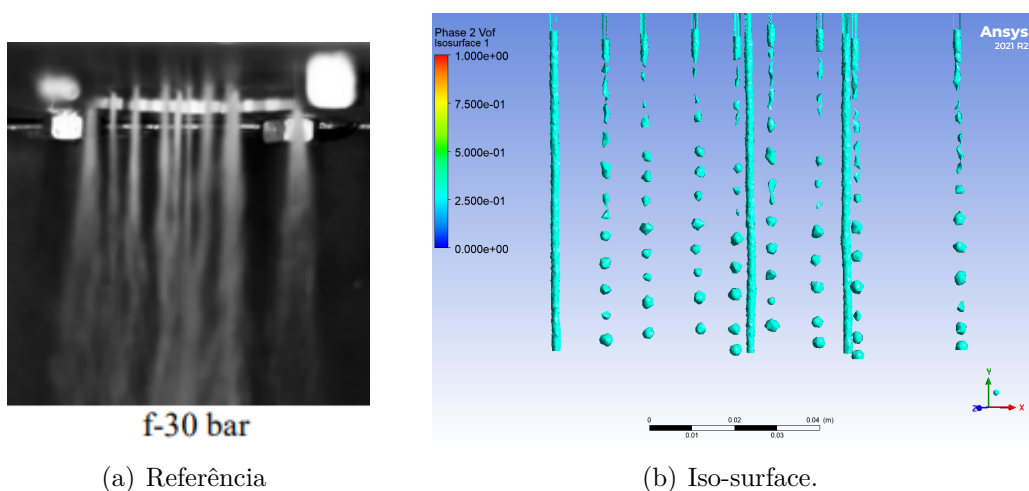 f-30 bar
(a) Referência
Phase 2 Vof
Isosurface 1
1.000e+00
7.500e-01
5.000e-01
2.500e-01
0.000e+00
Ansys
2021 R2
Y
Z
X
0
0.02
0.04 (m)
0.01
0.03
(b) Iso-surface.